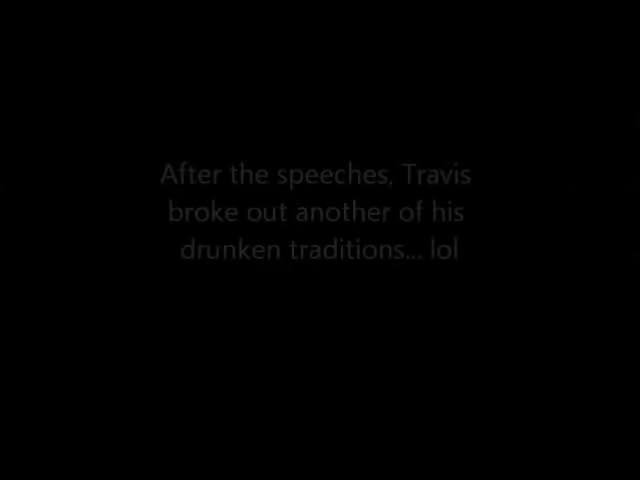 After the speeches, Travis
broke out another of his
drunken traditions... lol